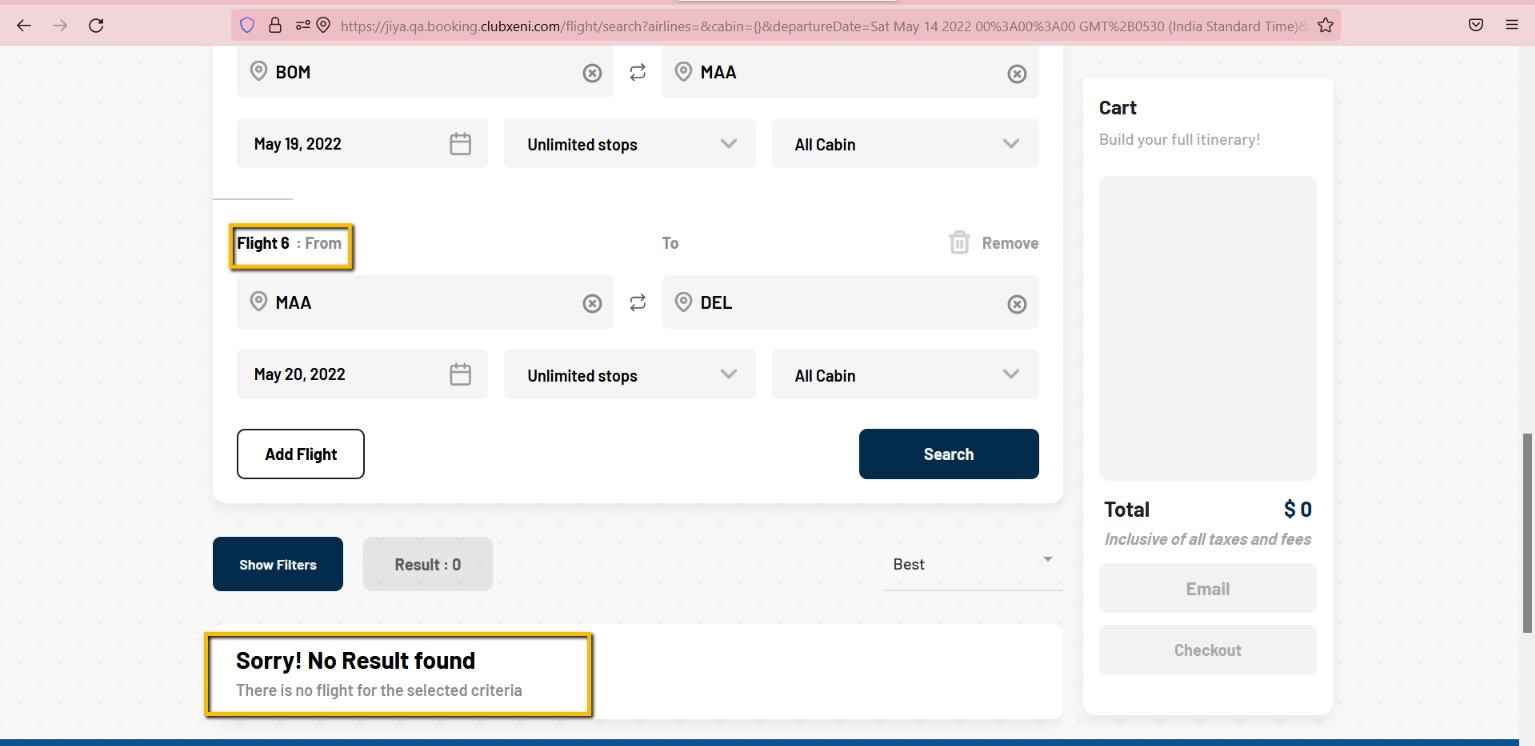 https://jiya.qa.booking.clubxeni.com/flight/search?airlines=&cabin={}&departureDate=Sat May 14 2022 00%3A00%3A00 GMT%2B0530 (India Standard Time)&
BOM
MAA
May 19, 2022
Unlimited stops
All Cabin
Flight 6 : From
To
Remove
MAA
DEL
May 20, 2022
Unlimited stops
All Cabin
Add Flight
Search
Show Filters
Result : 0
Best
Sorry! No Result found
There is no flight for the selected criteria
Cart
Build your full itinerary!
Total
$ 0
Inclusive of all taxes and fees
Email
Checkout